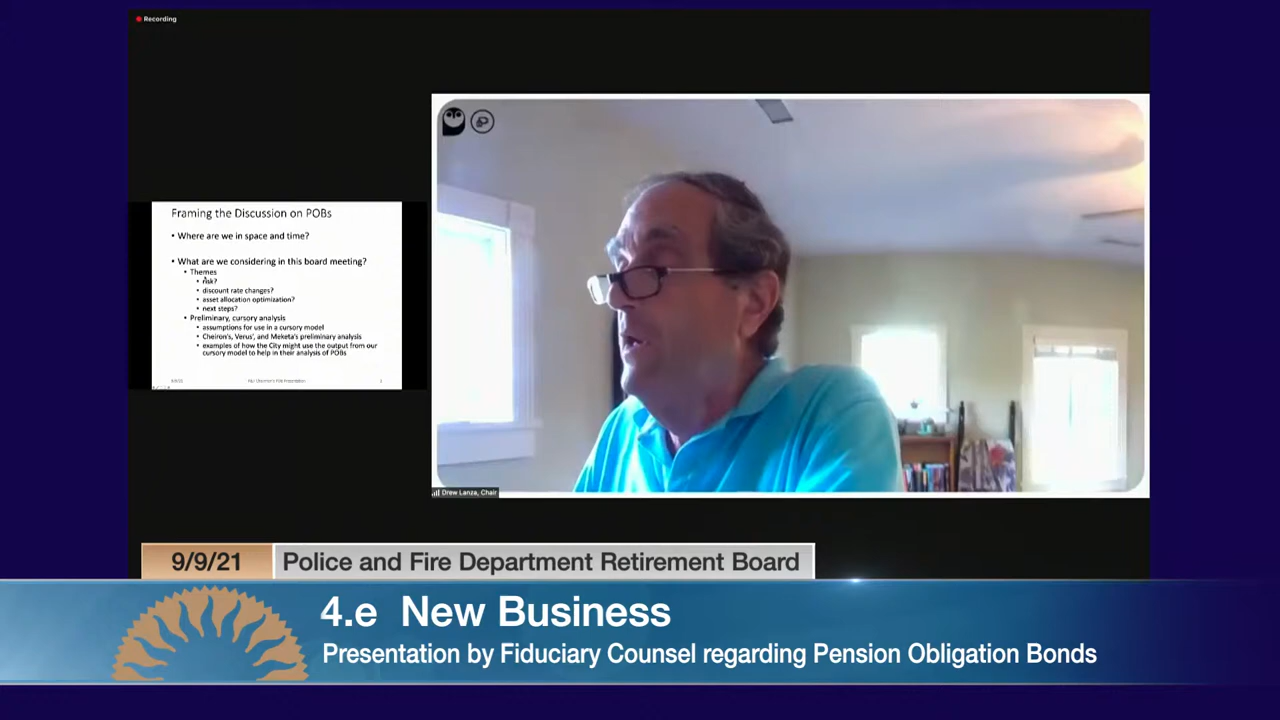 Recording
Framing the Discussion on POBs
• Where are we in space and time?
• What are we considering in this board meeting?
• Themes
• risk?
• discount rate changes?
• asset allocation optimization?
• next steps?
• Preliminary, cursory analysis
• assumptions for use in a cursory model
• Cheiron's, Verus', and Meketa's preliminary analysis
• examples of how the City might use the output from our
cursory model to help in their analysis of POBs
Drew Lanza, Chair
9/9/21 Police and Fire Department Retirement Board
4.e New Business
Presentation by Fiduciary Counsel regarding Pension Obligation Bonds